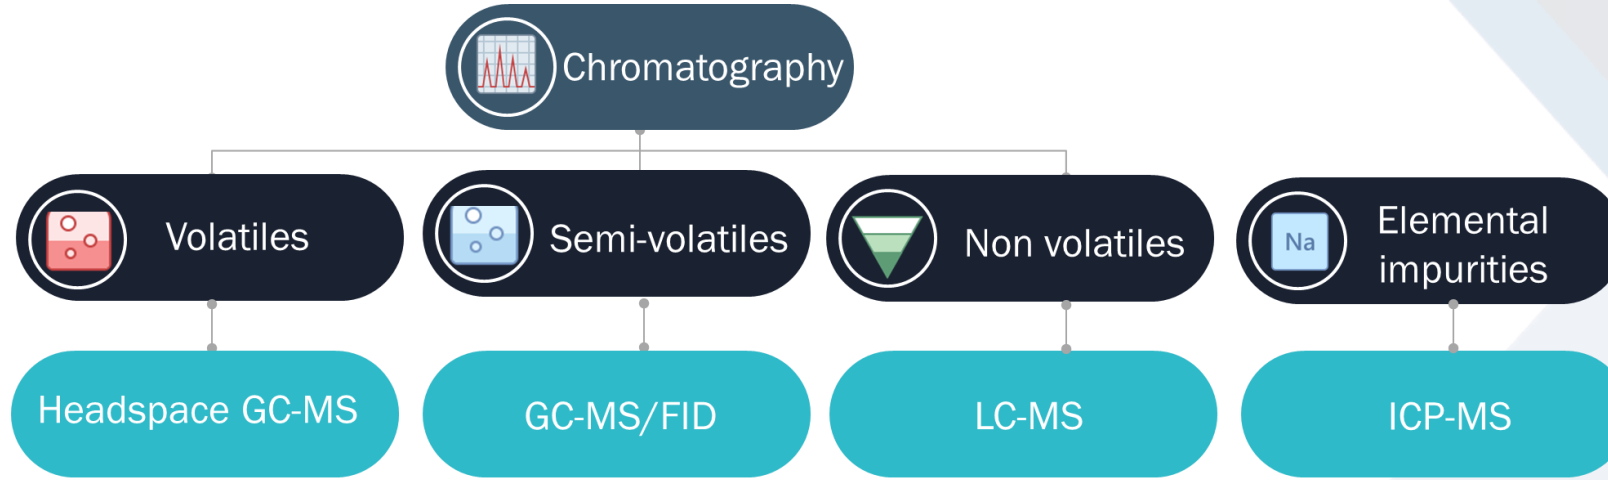 Chromatography
Volatiles
Semi-volatiles
Non volatiles
Na
Elemental
impurities
Headspace GC-MS
GC-MS/FID
LC-MS
ICP-MS